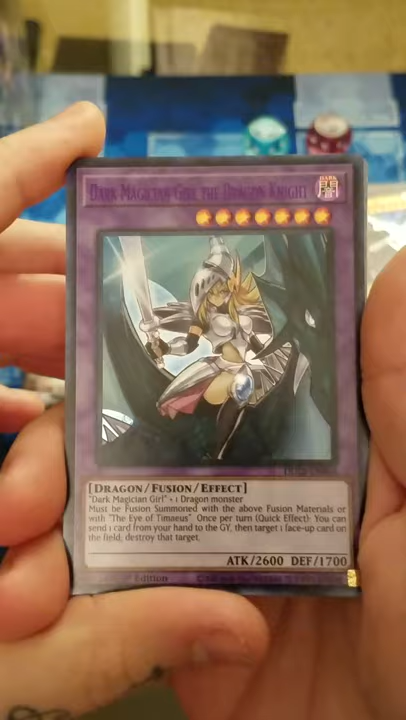 DARK MAGICIAN GIRL THE DRAGON KNIGHT
DARK
[DRAGON/FUSION/EFFECT]
"Dark Magician Girl" + 1 Dragon monster
Must be Fusion Summoned with the above Fusion Materials or
with "The Eye of Timaeus". Once per turn (Quick Effect): You can
send 1 card from your hand to the GY, then target 1 face-up card on
the field; destroy that target.
ATK/2600 DEF/1700
Edition